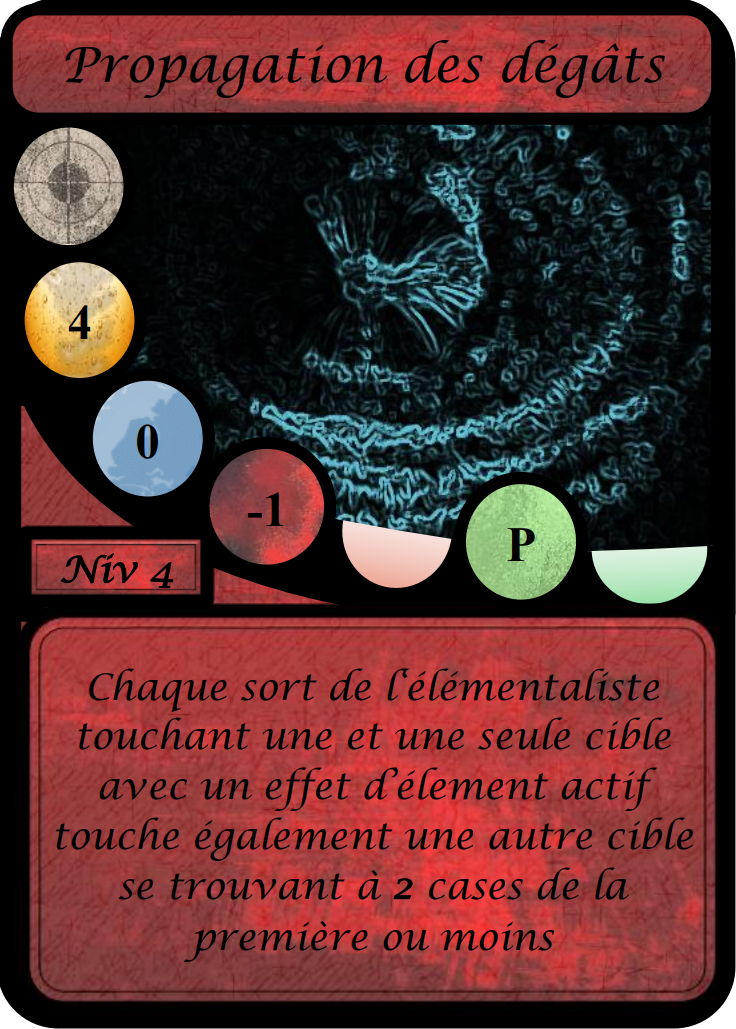 Propagation des dégâts
4
0
-1
P
Niv 4
Chaque sort de l'élémentaliste
touchant une et une seule cible
avec un effet d'élement actif
touche également une autre cible
se trouvant à 2 cases de la
première ou moins